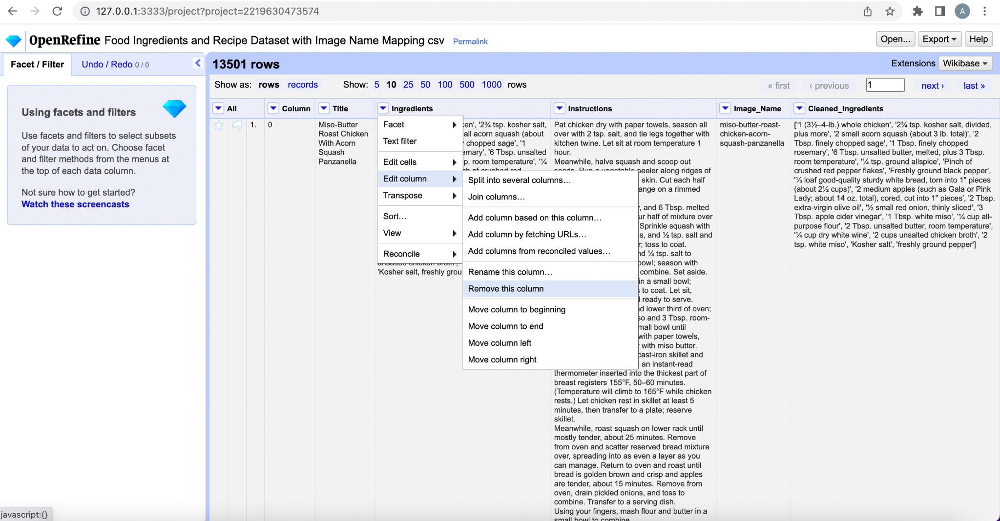 127.0.0.1:3333/project?project=2219630473574
A
OpenRefine Food Ingredients and Recipe Dataset with Image Name Mapping csv Permalink
Open... Export Help
Facet / Filter Undo / Redo 0 / 0
13501 rows
Extensions Wikibase
Show as: rows records Show: 5 10 25 50 100 500 1000 rows
« first ‹ previous 1 next › last »
Using facets and filters
Use facets and filters to select subsets
of your data to act on. Choose facet
and filter methods from the menus at
the top of each data column.
Not sure how to get started?
Watch these screencasts
All Column Title Ingredients Instructions Image_Name Cleaned_Ingredients
1. 0
Miso-Butter
Roast Chicken
With Acorn
Squash
Panzanella
'2¾ tsp. kosher salt,
all acorn squash (about
chopped sage', '1
'6 Tbsp. unsalted
room temperature', '¼
'Kosher salt, freshly
Facet
Text filter
Edit cells
Edit column
Transpose
Sort…
View
Reconcile
Split into several columns…
Join columns…
Add column based on this column…
Add column by fetching URLs…
Add columns from reconciled values…
Rename this column…
Remove this column
Move column to beginning
Move column to end
Move column left
Move column right
Pat chicken dry with paper towels, season all
over with 2 tsp. salt, and tie legs together with
kitchen twine. Let sit at room temperature 1
hour.
Meanwhile, halve squash and scoop out
peeler along ridges of
skin. Cut each half
on a rimmed
and 6 Tbsp. melted
half of mixture over
Sprinkle squash with
and ½ tsp. salt and
toss to coat.
¼ tsp. salt to
season with
combine. Set aside.
in a small bowl;
to coat. Let sit,
ready to serve.
lower third of oven;
and 3 Tbsp. room-
bowl until
with paper towels,
with miso butter.
cast-iron skillet and
an instant-read
thermometer inserted into the thickest part of
breast registers 155°F, 50–60 minutes.
(Temperature will climb to 165°F while chicken
rests.) Let chicken rest in skillet at least 5
minutes, then transfer to a plate; reserve
skillet.
Meanwhile, roast squash on lower rack until
mostly tender, about 25 minutes. Remove
from oven and scatter reserved bread mixture
over, spreading into as even a layer as you
can manage. Return to oven and roast until
bread is golden brown and crisp and apples
are tender, about 15 minutes. Remove from
oven, drain pickled onions, and toss to
combine. Transfer to a serving dish.
Using your fingers, mash flour and butter in a
small bowl to combine.
miso-butter-roast-
chicken-acorn-
squash-panzanella
['1 (3½–4-lb.) whole chicken', '2¾ tsp. kosher salt, divided,
plus more', '2 small acorn squash (about 3 lb. total)', '2
Tbsp. finely chopped sage', '1 Tbsp. finely chopped
rosemary', '6 Tbsp. unsalted butter, melted, plus 3 Tbsp.
room temperature', '¼ tsp. ground allspice', 'Pinch of
crushed red pepper flakes', 'Freshly ground black pepper',
'⅓ loaf good-quality sturdy white bread, torn into 1" pieces
(about 2½ cups)', '2 medium apples (such as Gala or Pink
Lady; about 14 oz. total), cored, cut into 1" pieces', '2 Tbsp.
extra-virgin olive oil', '½ small red onion, thinly sliced', '3
Tbsp. apple cider vinegar', '1 Tbsp. white miso', '¼ cup all-
purpose flour', '2 Tbsp. unsalted butter, room temperature',
'¼ cup dry white wine', '2 cups unsalted chicken broth', '2
tsp. white miso', 'Kosher salt', 'freshly ground pepper']
javascript:{}